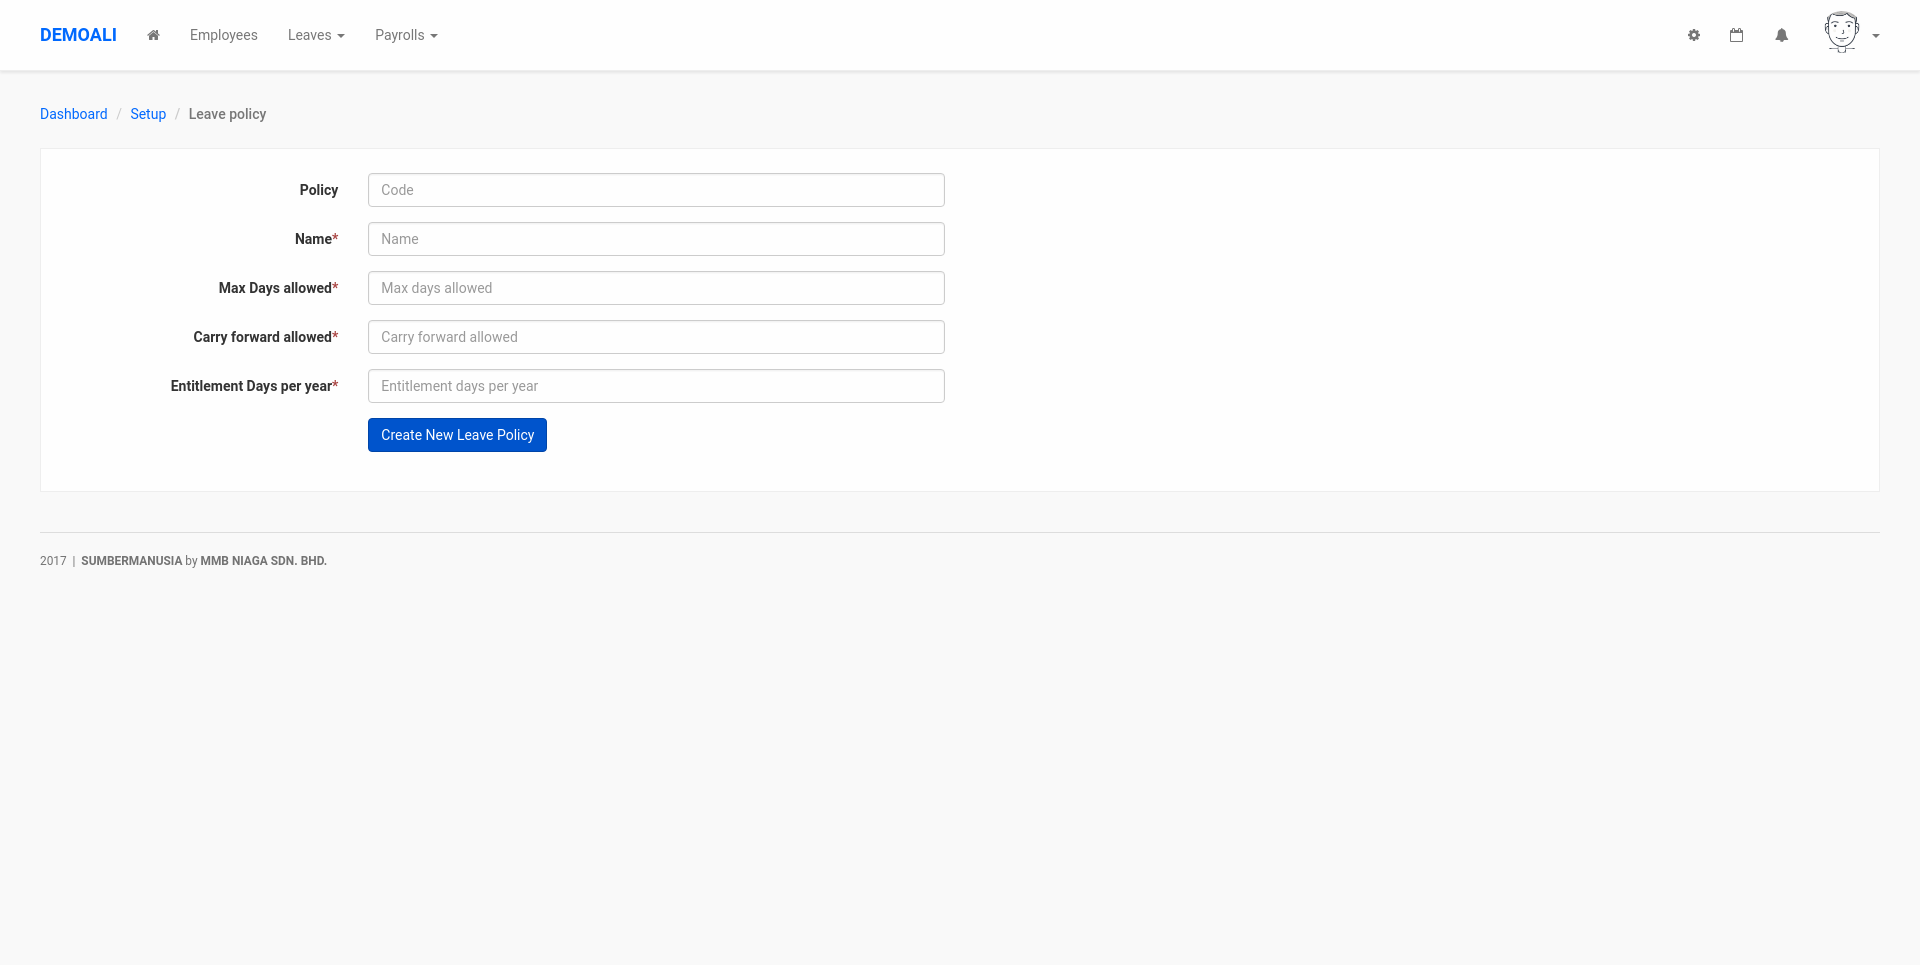 DEMOALI Employees Leaves Payrolls
Dashboard / Setup / Leave policy
Policy Code
Name* Name
Max Days allowed* Max days allowed
Carry forward allowed* Carry forward allowed
Entitlement Days per year* Entitlement days per year
Create New Leave Policy
2017 | SUMBERMANUSIA by MMB NIAGA SDN. BHD.